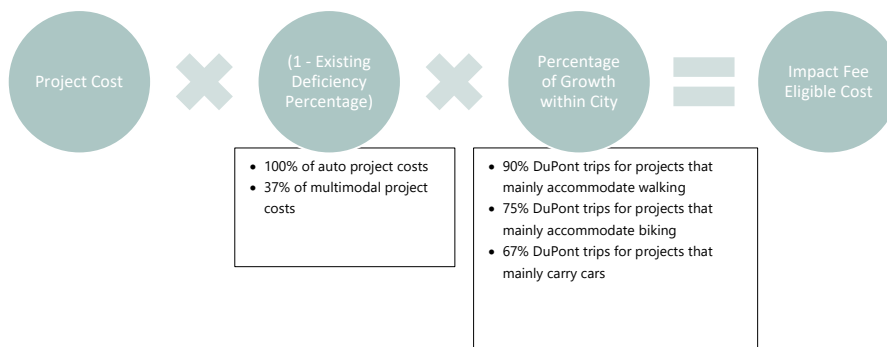 Project Cost
(1 - Existing
Deficiency
Percentage)
Percentage
of Growth
within City
Impact Fee
Eligible Cost
• 100% of auto project costs
• 37% of multimodal project
costs
• 90% DuPont trips for projects that
mainly accommodate walking
• 75% DuPont trips for projects that
mainly accommodate biking
• 67% DuPont trips for projects that
mainly carry cars